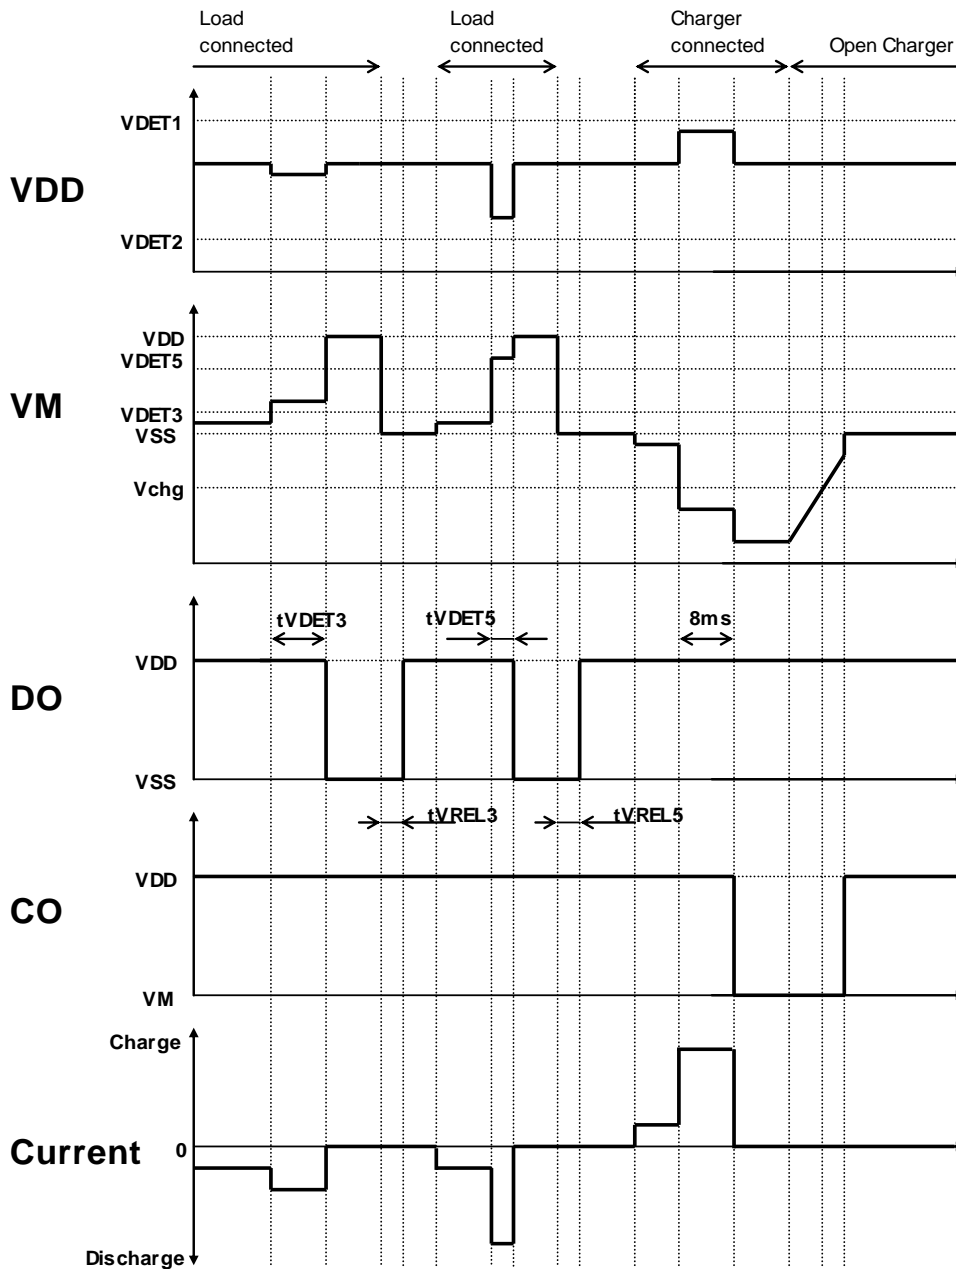 Load
connected
Load
connected
Charger
connected
Open Charger
VDET1
VDD
VDET2
VDD
VDET5
VM
VDET3
VSS
Vchg
tVDET3
tVDET5
8ms
VDD
DO
VSS
tVREL3
tVREL5
VDD
CO
VM
Charge
Current
0
Discharge